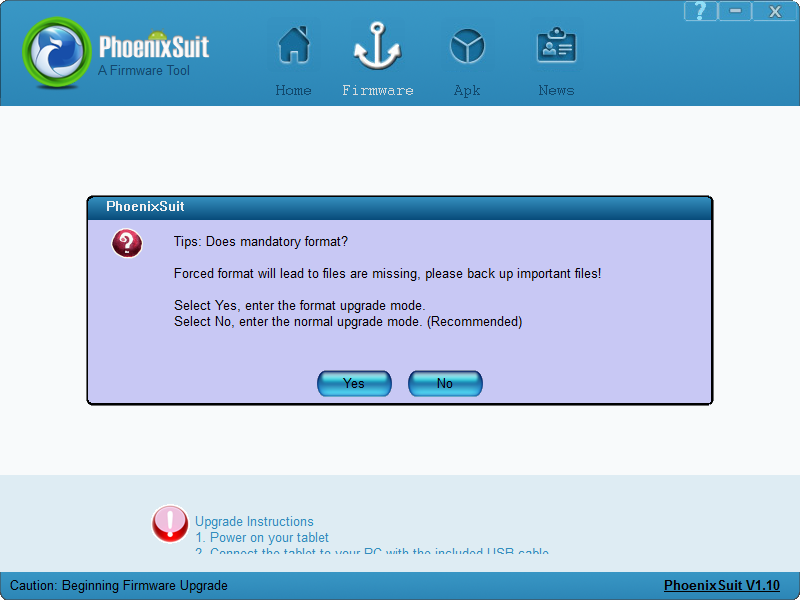 PhoenixSuit
A Firmware Tool
?
X
Home
Firmware
Apk
News
PhoenixSuit
?
Tips: Does mandatory format?
Forced format will lead to files are missing, please back up important files!
Select Yes, enter the format upgrade mode.
Select No, enter the normal upgrade mode. (Recommended)
Yes
No
!
Upgrade Instructions
1. Power on your tablet
2. Connect the tablet to your PC with the included USB cable
Caution: Beginning Firmware Upgrade
PhoenixSuit V1.10